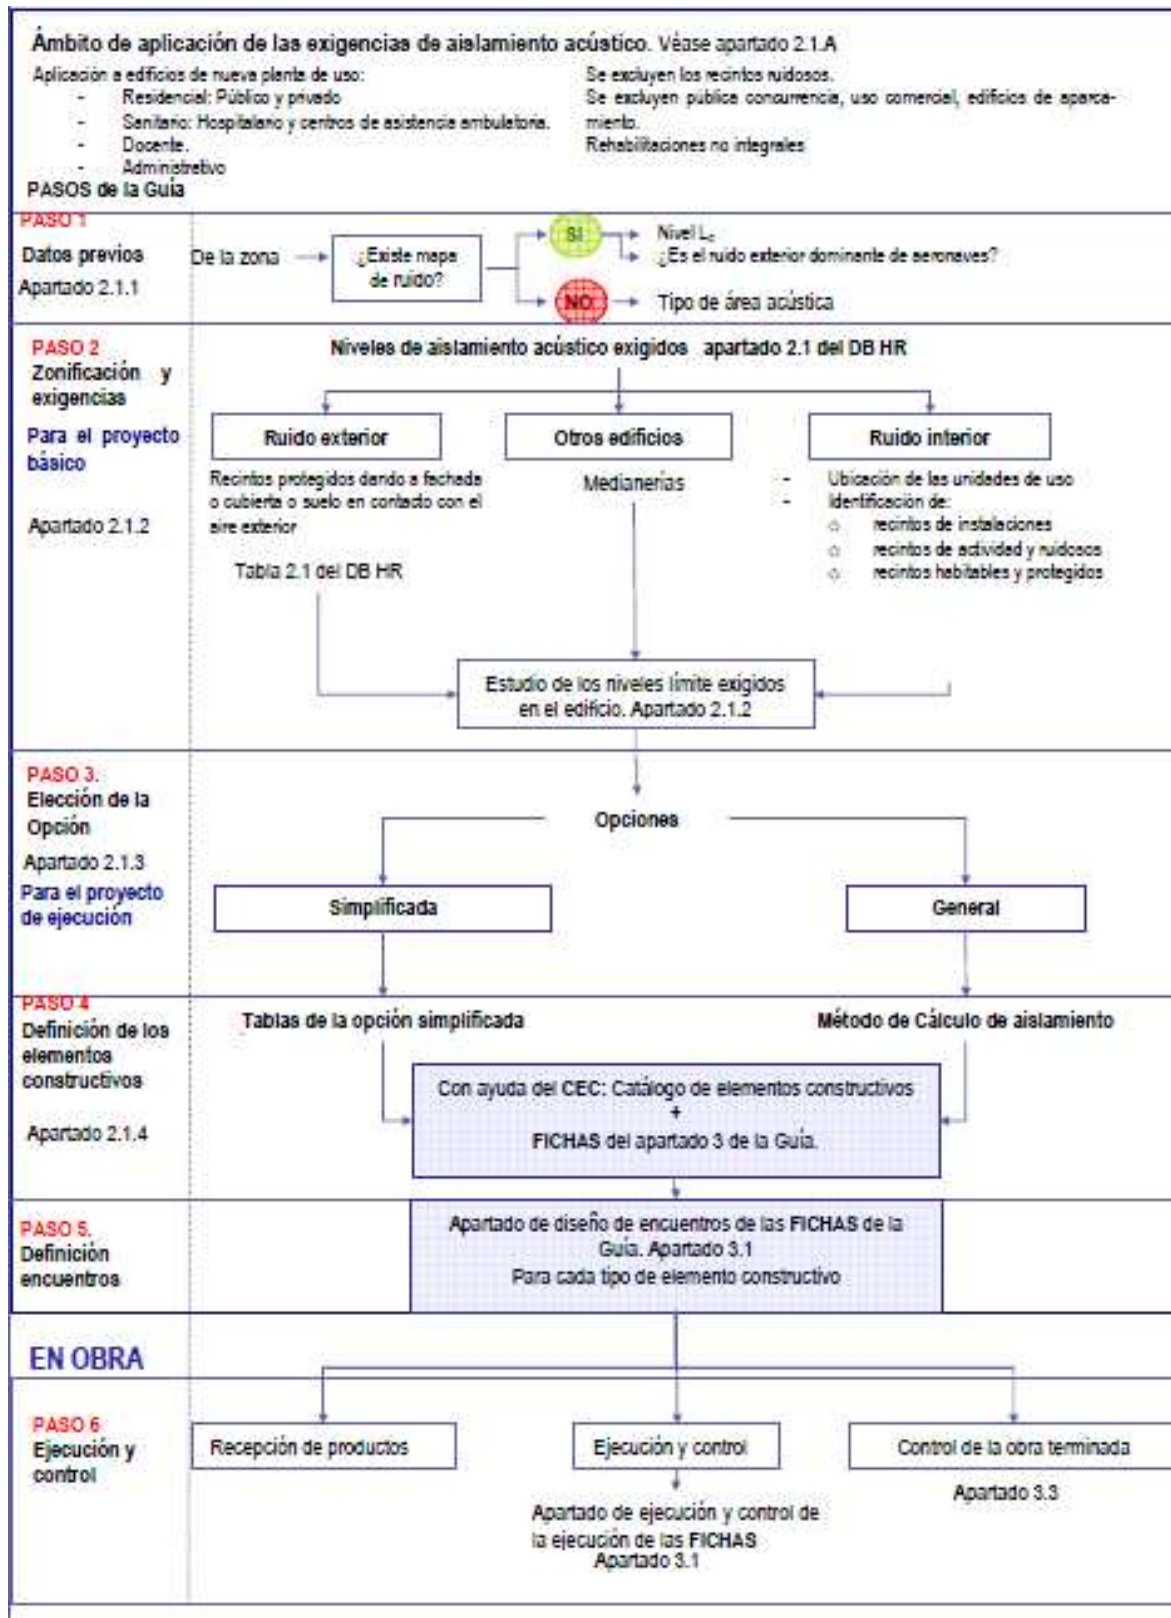 Ámbito de aplicación de las exigencias de aislamiento acústico. Véase apartado 2.1.A
Aplicación a edificios de nueva planta de uso:
- Residencial: Público y privado
- Sanitario: Hospitalario y centros de asistencia ambulatoria.
- Docente.
- Administrativo
Se excluyen los recintos ruidosos.
Se excluyen pública concurrencia, uso comercial, edificios de aparca-
miento.
Rehabilitaciones no integrales
PASOS de la Guía
PASO 1
Datos previos
Apartado 2.1.1
De la zona
¿Existe mapa
de ruido?
SI
Nivel Ld
¿Es el ruido exterior dominante de aeronaves?
NO
Tipo de área acústica
PASO 2
Zonificación y
exigencias
Para el proyecto
básico
Apartado 2.1.2
Niveles de aislamiento acústico exigidos apartado 2.1 del DB HR
Ruido exterior
Recintos protegidos dando a fachada
o cubierta o suelo en contacto con el
aire exterior
Tabla 2.1 del DB HR
Otros edificios
Medianerías
Ruido interior
- Ubicación de las unidades de uso
- Identificación de:
◇ recintos de instalaciones
◇ recintos de actividad y ruidosos
◇ recintos habitables y protegidos
Estudio de los niveles límite exigidos
en el edificio. Apartado 2.1.2
PASO 3.
Elección de la
Opción
Apartado 2.1.3
Para el proyecto
de ejecución
Opciones
Simplificada
General
PASO 4
Definición de los
elementos
constructivos
Apartado 2.1.4
Tablas de la opción simplificada
Método de Cálculo de aislamiento
Con ayuda del CEC: Catálogo de elementos constructivos
+
FICHAS del apartado 3 de la Guía.
PASO 5.
Definición
encuentros
Apartado de diseño de encuentros de las FICHAS de la
Guía. Apartado 3.1
Para cada tipo de elemento constructivo
EN OBRA
PASO 6
Ejecución y
control
Recepción de productos
Ejecución y control
Apartado de ejecución y control de
la ejecución de las FICHAS
Apartado 3.1
Control de la obra terminada
Apartado 3.3